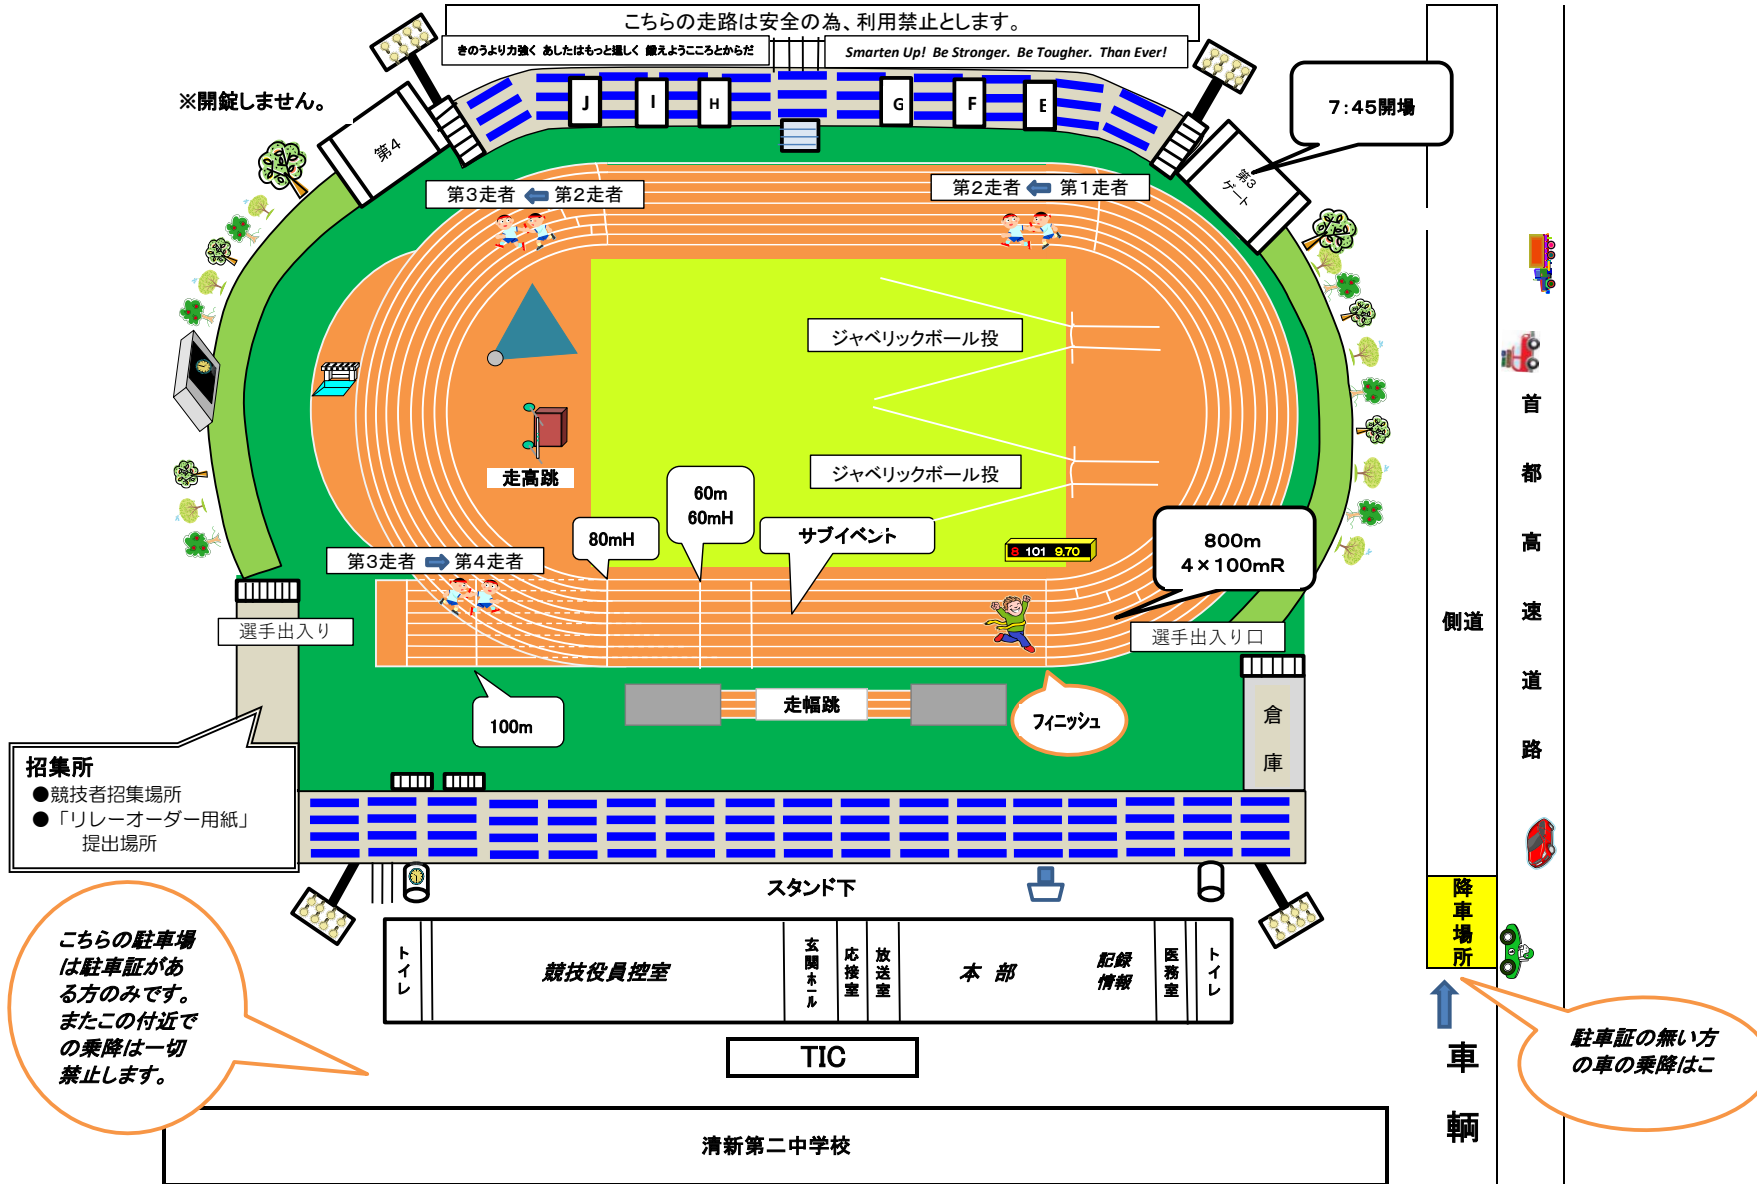 こちらの走路は安全の為、利用禁止とします。
きのうより力強く あしたはもっと逞しく 鍛えようこころとからだ
Smarten Up! Be Stronger. Be Tougher. Than Ever!
※開錠しません。
J
I
H
G
F
E
7:45開場
第4
第3
ゲート
第3走者
第2走者
第2走者
第1走者
ジャベリックボール投
ジャベリックボール投
走高跳
60m
60mH
80mH
サブイベント
8 101 9.70
800m
4×100mR
第3走者
第4走者
選手出入り
選手出入り口
100m
走幅跳
フィニッシュ
倉
庫
招集所
●競技者招集場所
●「リレーオーダー用紙」
提出場所
スタンド下
トイレ
競技役員控室
玄関ホール
応接室
放送室
本 部
記録
情報
医務室
トイレ
TIC
清新第二中学校
こちらの駐車場
は駐車証があ
る方のみです。
またこの付近で
の乗降は一切
禁止します。
側道
首都高速道路
降車場所
車輌
駐車証の無い方
の車の乗降はこ